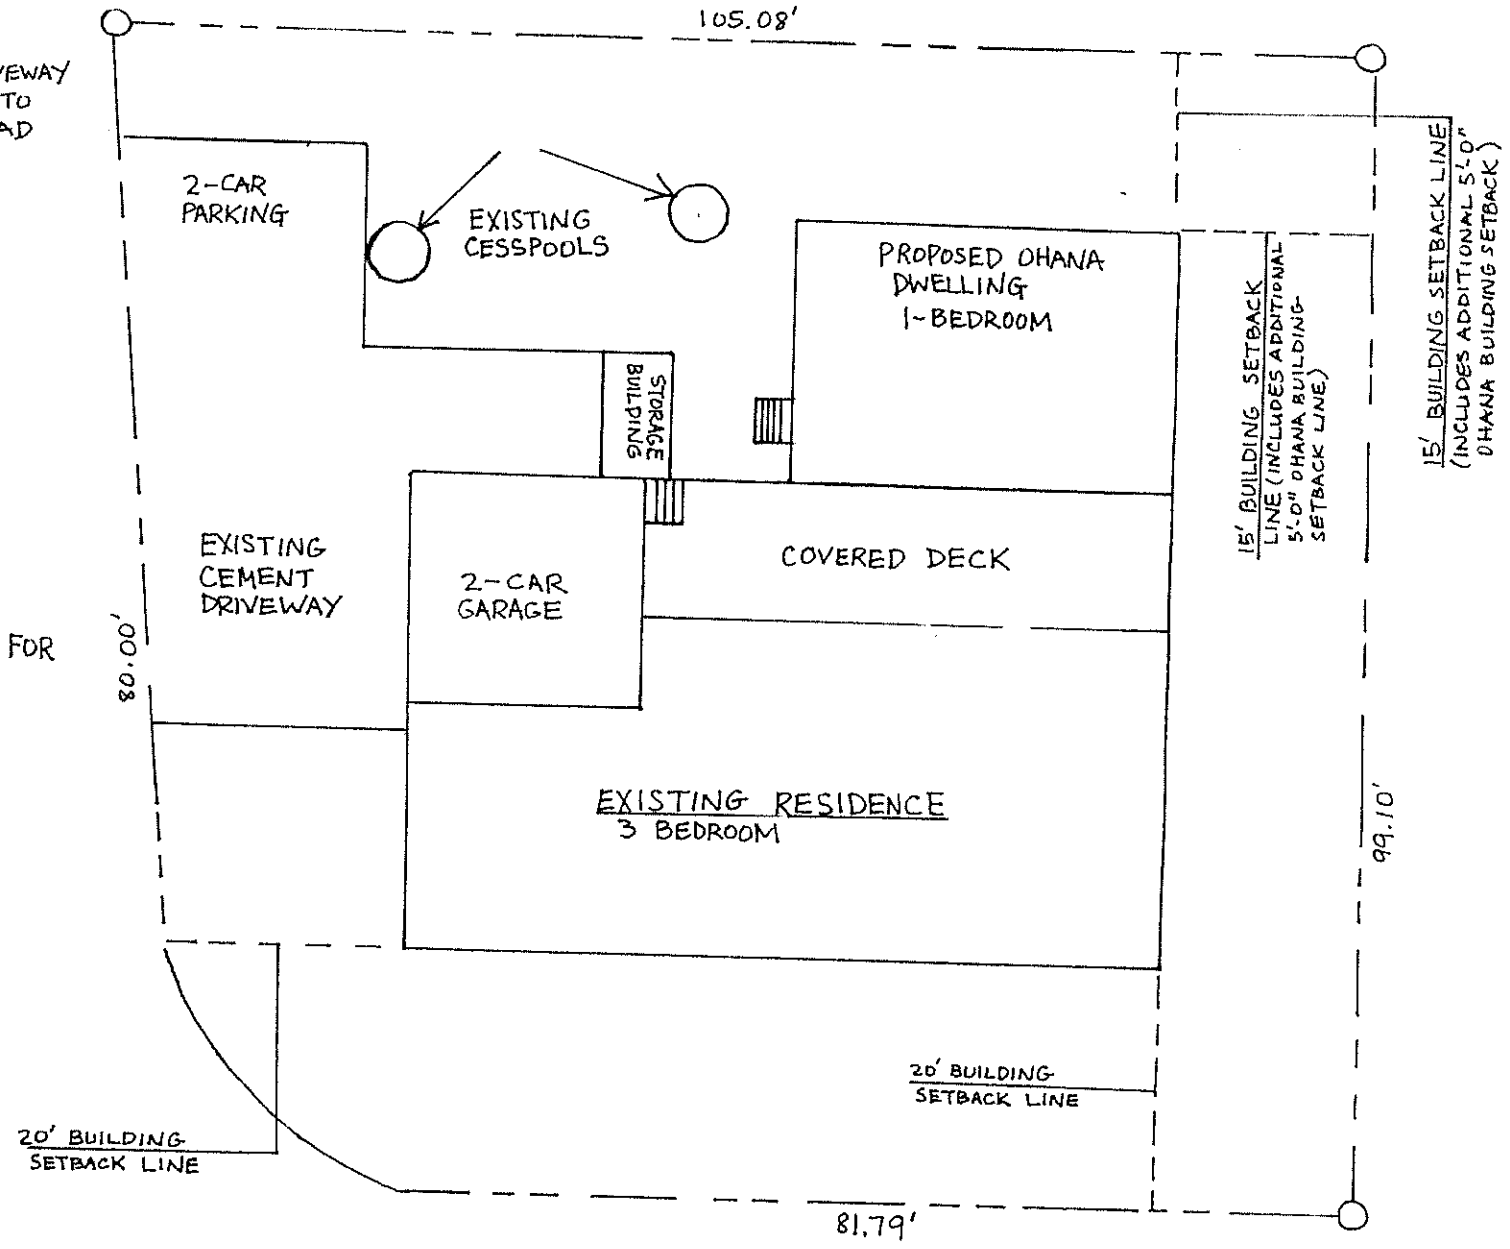 105.08'
TO
2-CAR
PARKING
EXISTING
CESSPOOLS
PROPOSED OHANA
DWELLING
1-BEDROOM
15' BUILDING SETBACK LINE
(INCLUDES ADDITIONAL 5'-0"
OHANA BUILDING SETBACK)
15' BUILDING SETBACK
LINE (INCLUDES ADDITIONAL
5'-0" OHANA BUILDING
SETBACK LINE)
STORAGE
BUILDING
EXISTING
CEMENT
DRIVEWAY
2-CAR
GARAGE
COVERED DECK
FOR
80.00'
EXISTING RESIDENCE
3 BEDROOM
99.10'
20' BUILDING
SETBACK LINE
20' BUILDING
SETBACK LINE
81.79'